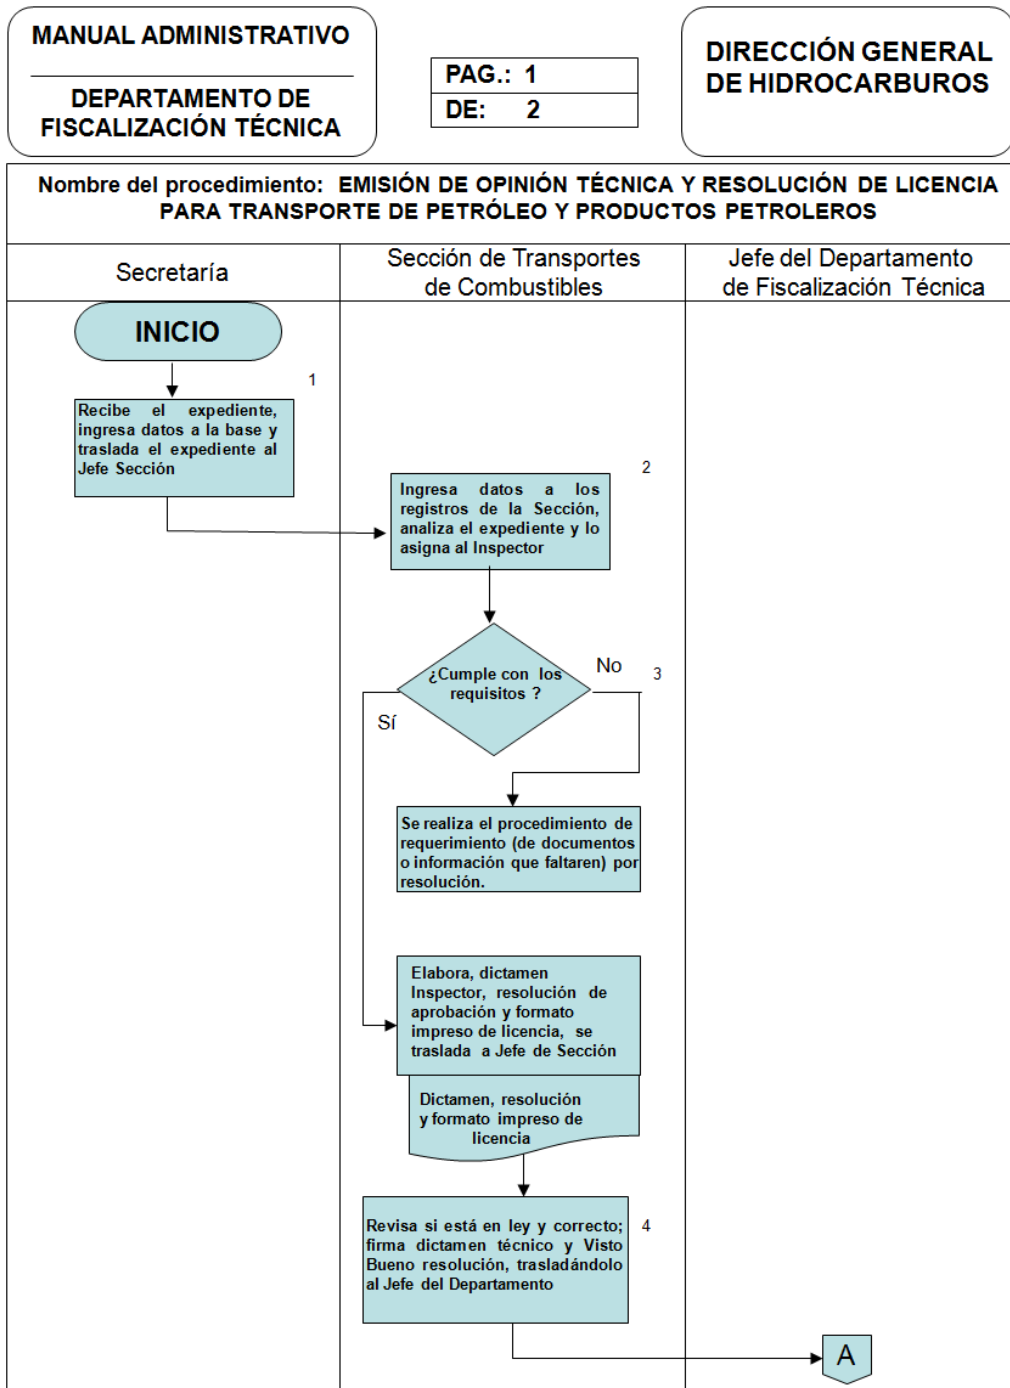 MANUAL ADMINISTRATIVO
DEPARTAMENTO DE
FISCALIZACIÓN TÉCNICA
PAG.: 1
DE: 2
DIRECCIÓN GENERAL
DE HIDROCARBUROS
Nombre del procedimiento: EMISIÓN DE OPINIÓN TÉCNICA Y RESOLUCIÓN DE LICENCIA
PARA TRANSPORTE DE PETRÓLEO Y PRODUCTOS PETROLEROS
Secretaría
Sección de Transportes
de Combustibles
Jefe del Departamento
de Fiscalización Técnica
INICIO
1
Recibe el expediente,
ingresa datos a la base y
traslada el expediente al
Jefe Sección
2
Ingresa datos a los
registros de la Sección,
analiza el expediente y lo
asigna al Inspector
¿Cumple con los
requisitos ?
No
3
Sí
Se realiza el procedimiento de
requerimiento (de documentos
o información que faltaren) por
resolución.
Elabora, dictamen
Inspector, resolución de
aprobación y formato
impreso de licencia, se
traslada a Jefe de Sección
Dictamen, resolución
y formato impreso de
licencia
Revisa si está en ley y correcto;
firma dictamen técnico y Visto
Bueno resolución, trasladándolo
al Jefe del Departamento
4
A